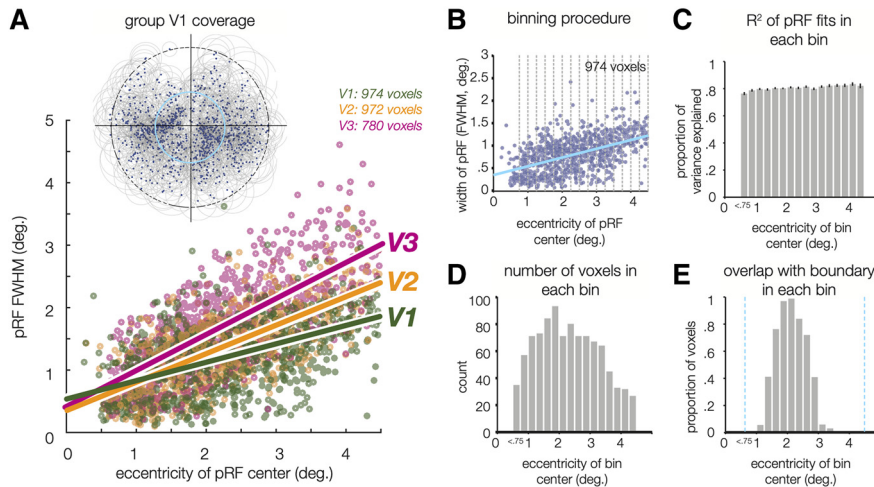 A
group V1 coverage
V1: 974 voxels
V2: 972 voxels
V3: 780 voxels
5
4
3
2
1
0
pRF FWHM (deg.)
V3
V2
V1
0 1 2 3 4
eccentricity of pRF center (deg.)
B
binning procedure
974 voxels
3
2.5
2
1.5
1
.5
0
width of pRF (FWHM, deg.)
0 1 2 3 4
eccentricity of pRF
center (deg.)
C
R² of pRF fits in
each bin
1
.8
.6
.4
.2
0
proportion of
variance explained
<.75 1 2 3 4
eccentricity of bin
center (deg.)
D
number of voxels in
each bin
100
80
60
40
20
0
count
<.75 1 2 3 4
eccentricity of bin
center (deg.)
E
overlap with boundary
in each bin
1
.8
.6
.4
.2
0
proportion of voxels
<.75 1 2 3 4
eccentricity of bin
center (deg.)